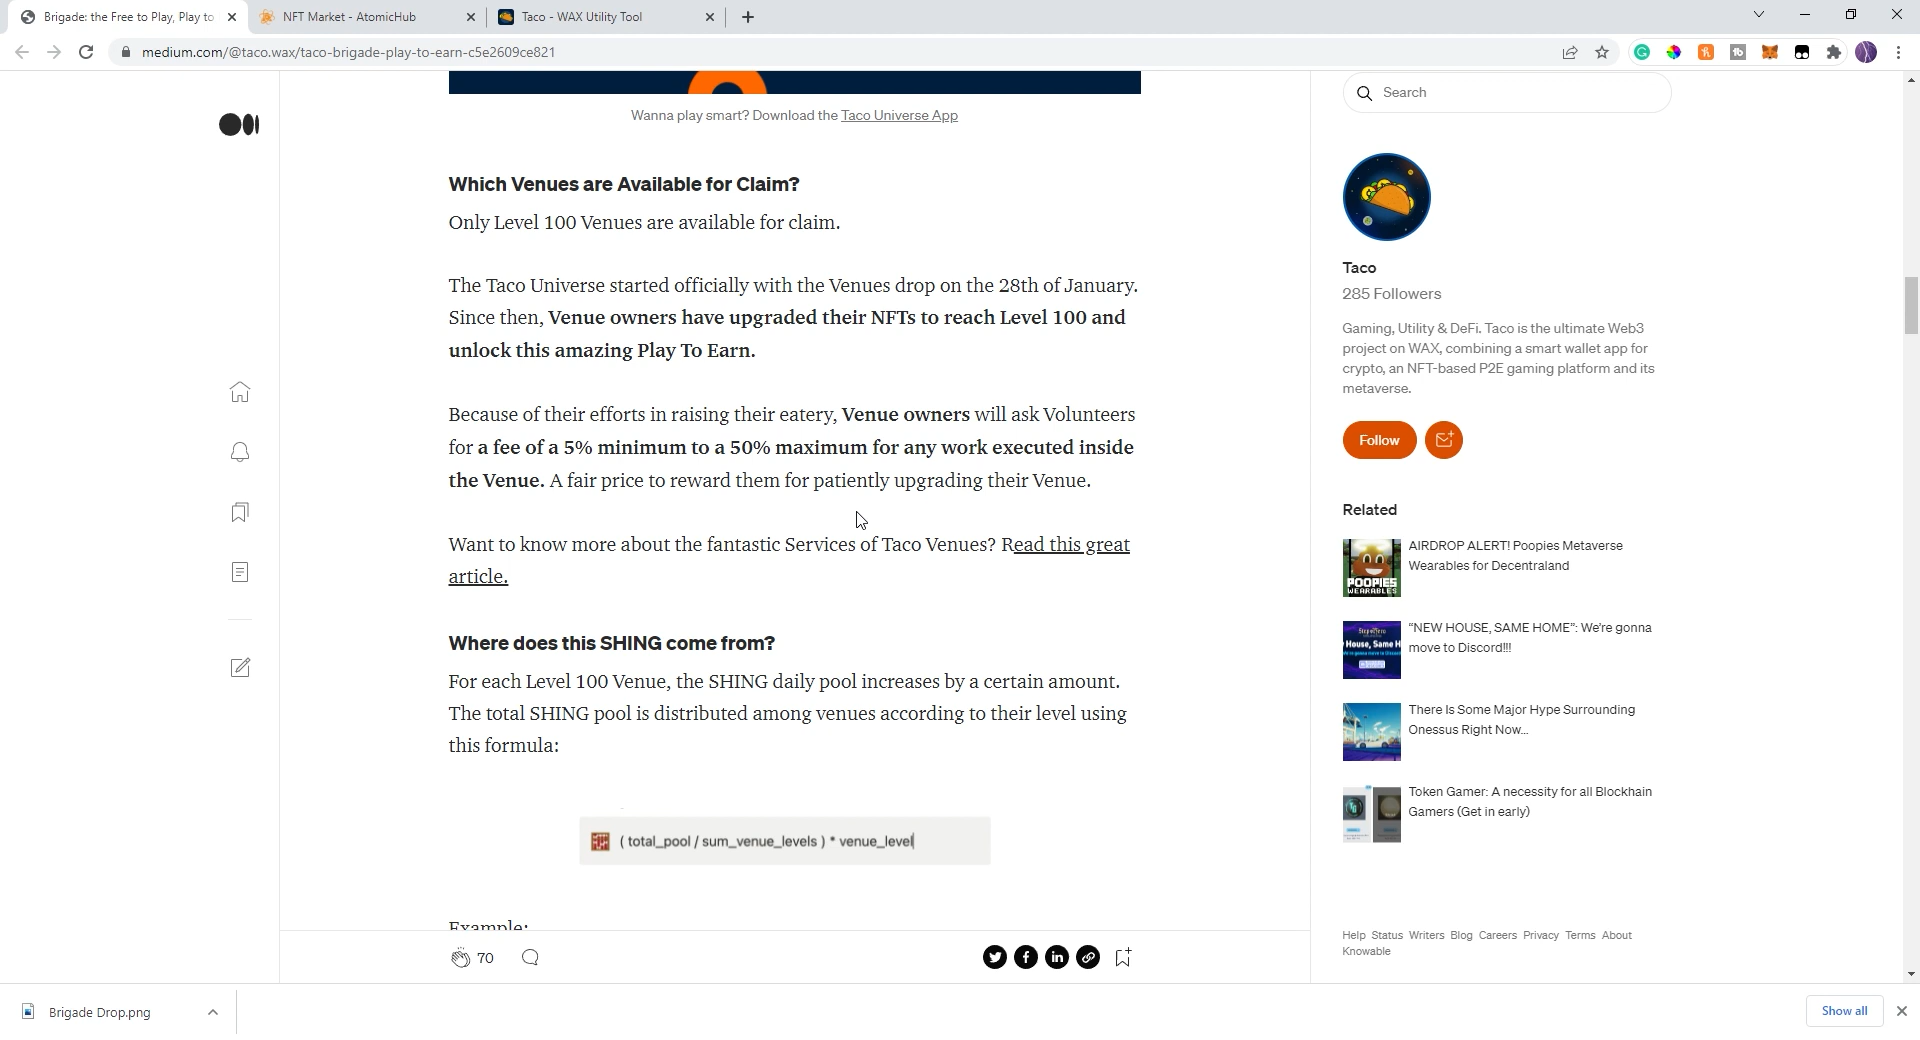 Brigade: the Free to Play, Play to
NFT Market - AtomicHub
Taco - WAX Utility Tool
medium.com/@taco.wax/taco-brigade-play-to-earn-c5e2609ce821
Wanna play smart? Download the Taco Universe App
Which Venues are Available for Claim?
Only Level 100 Venues are available for claim.
The Taco Universe started officially with the Venues drop on the 28th of January.
Since then, Venue owners have upgraded their NFTs to reach Level 100 and
unlock this amazing Play To Earn.
Because of their efforts in raising their eatery, Venue owners will ask Volunteers
for a fee of a 5% minimum to a 50% maximum for any work executed inside
the Venue. A fair price to reward them for patiently upgrading their Venue.
Want to know more about the fantastic Services of Taco Venues? Read this great
article.
Where does this SHING come from?
For each Level 100 Venue, the SHING daily pool increases by a certain amount.
The total SHING pool is distributed among venues according to their level using
this formula:
( total_pool / sum_venue_levels ) * venue_level
Example:
70
Search
Taco
285 Followers
Gaming, Utility & DeFi. Taco is the ultimate Web3
project on WAX, combining a smart wallet app for
crypto, an NFT-based P2E gaming platform and its
metaverse.
Follow
Related
AIRDROP ALERT! Poopies Metaverse
Wearables for Decentraland
POOPIES
WEARABLES
“NEW HOUSE, SAME HOME”: We’re gonna
move to Discord!!!
House, Same H
There Is Some Major Hype Surrounding
Onessus Right Now...
Token Gamer: A necessity for all Blockhain
Gamers (Get in early)
Help Status Writers Blog Careers Privacy Terms About
Knowable
Brigade Drop.png
Show all